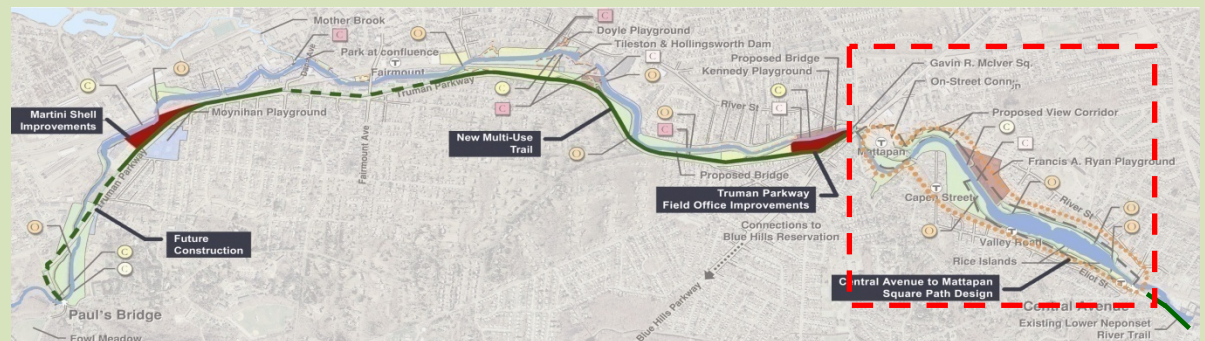 Mother Brook
Park at confluence
Dana Ave
T
Fairmount
Doyle Playground
Tileston & Hollingsworth Dam
Proposed Bridge
Kennedy Playground
Gavin R. McIver Sq.
On-Street Conn
Proposed View Corridor
Francis A. Ryan Playground
Martini Shell
Improvements
Moynihan Playground
Truman Parkway
Truman Parkway
Fairmount Ave
New Multi-Use
Trail
River St
Proposed Bridge
Truman Parkway
Field Office Improvements
Mattapan
T
Capen Street
T
River St
Valley Road
T
Rice Islands
Eliot St
Central Avenue to Mattapan
Square Path Design
Connections to
Blue Hills Reservation
Blue Hills Parkway
Future
Construction
Paul's Bridge
Fowl Meadow
Central Avenue
Existing Lower Neponset
River Trail
C
O
C
O
C
O
C
C
O
C
C
O
O
C
C
O
C
C
C
O
O
O
O
O
C
C